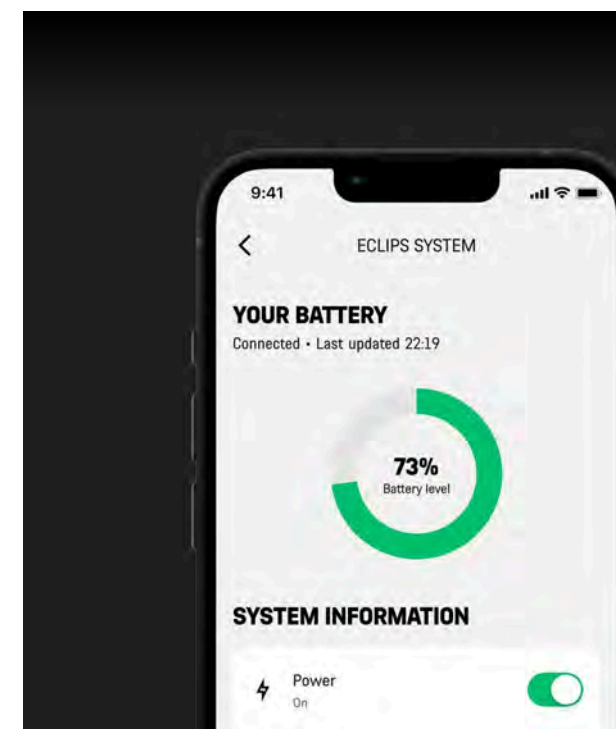 9:41
ECLIPS SYSTEM
YOUR BATTERY
Connected • Last updated 22:19
73%
Battery level
SYSTEM INFORMATION
Power
On